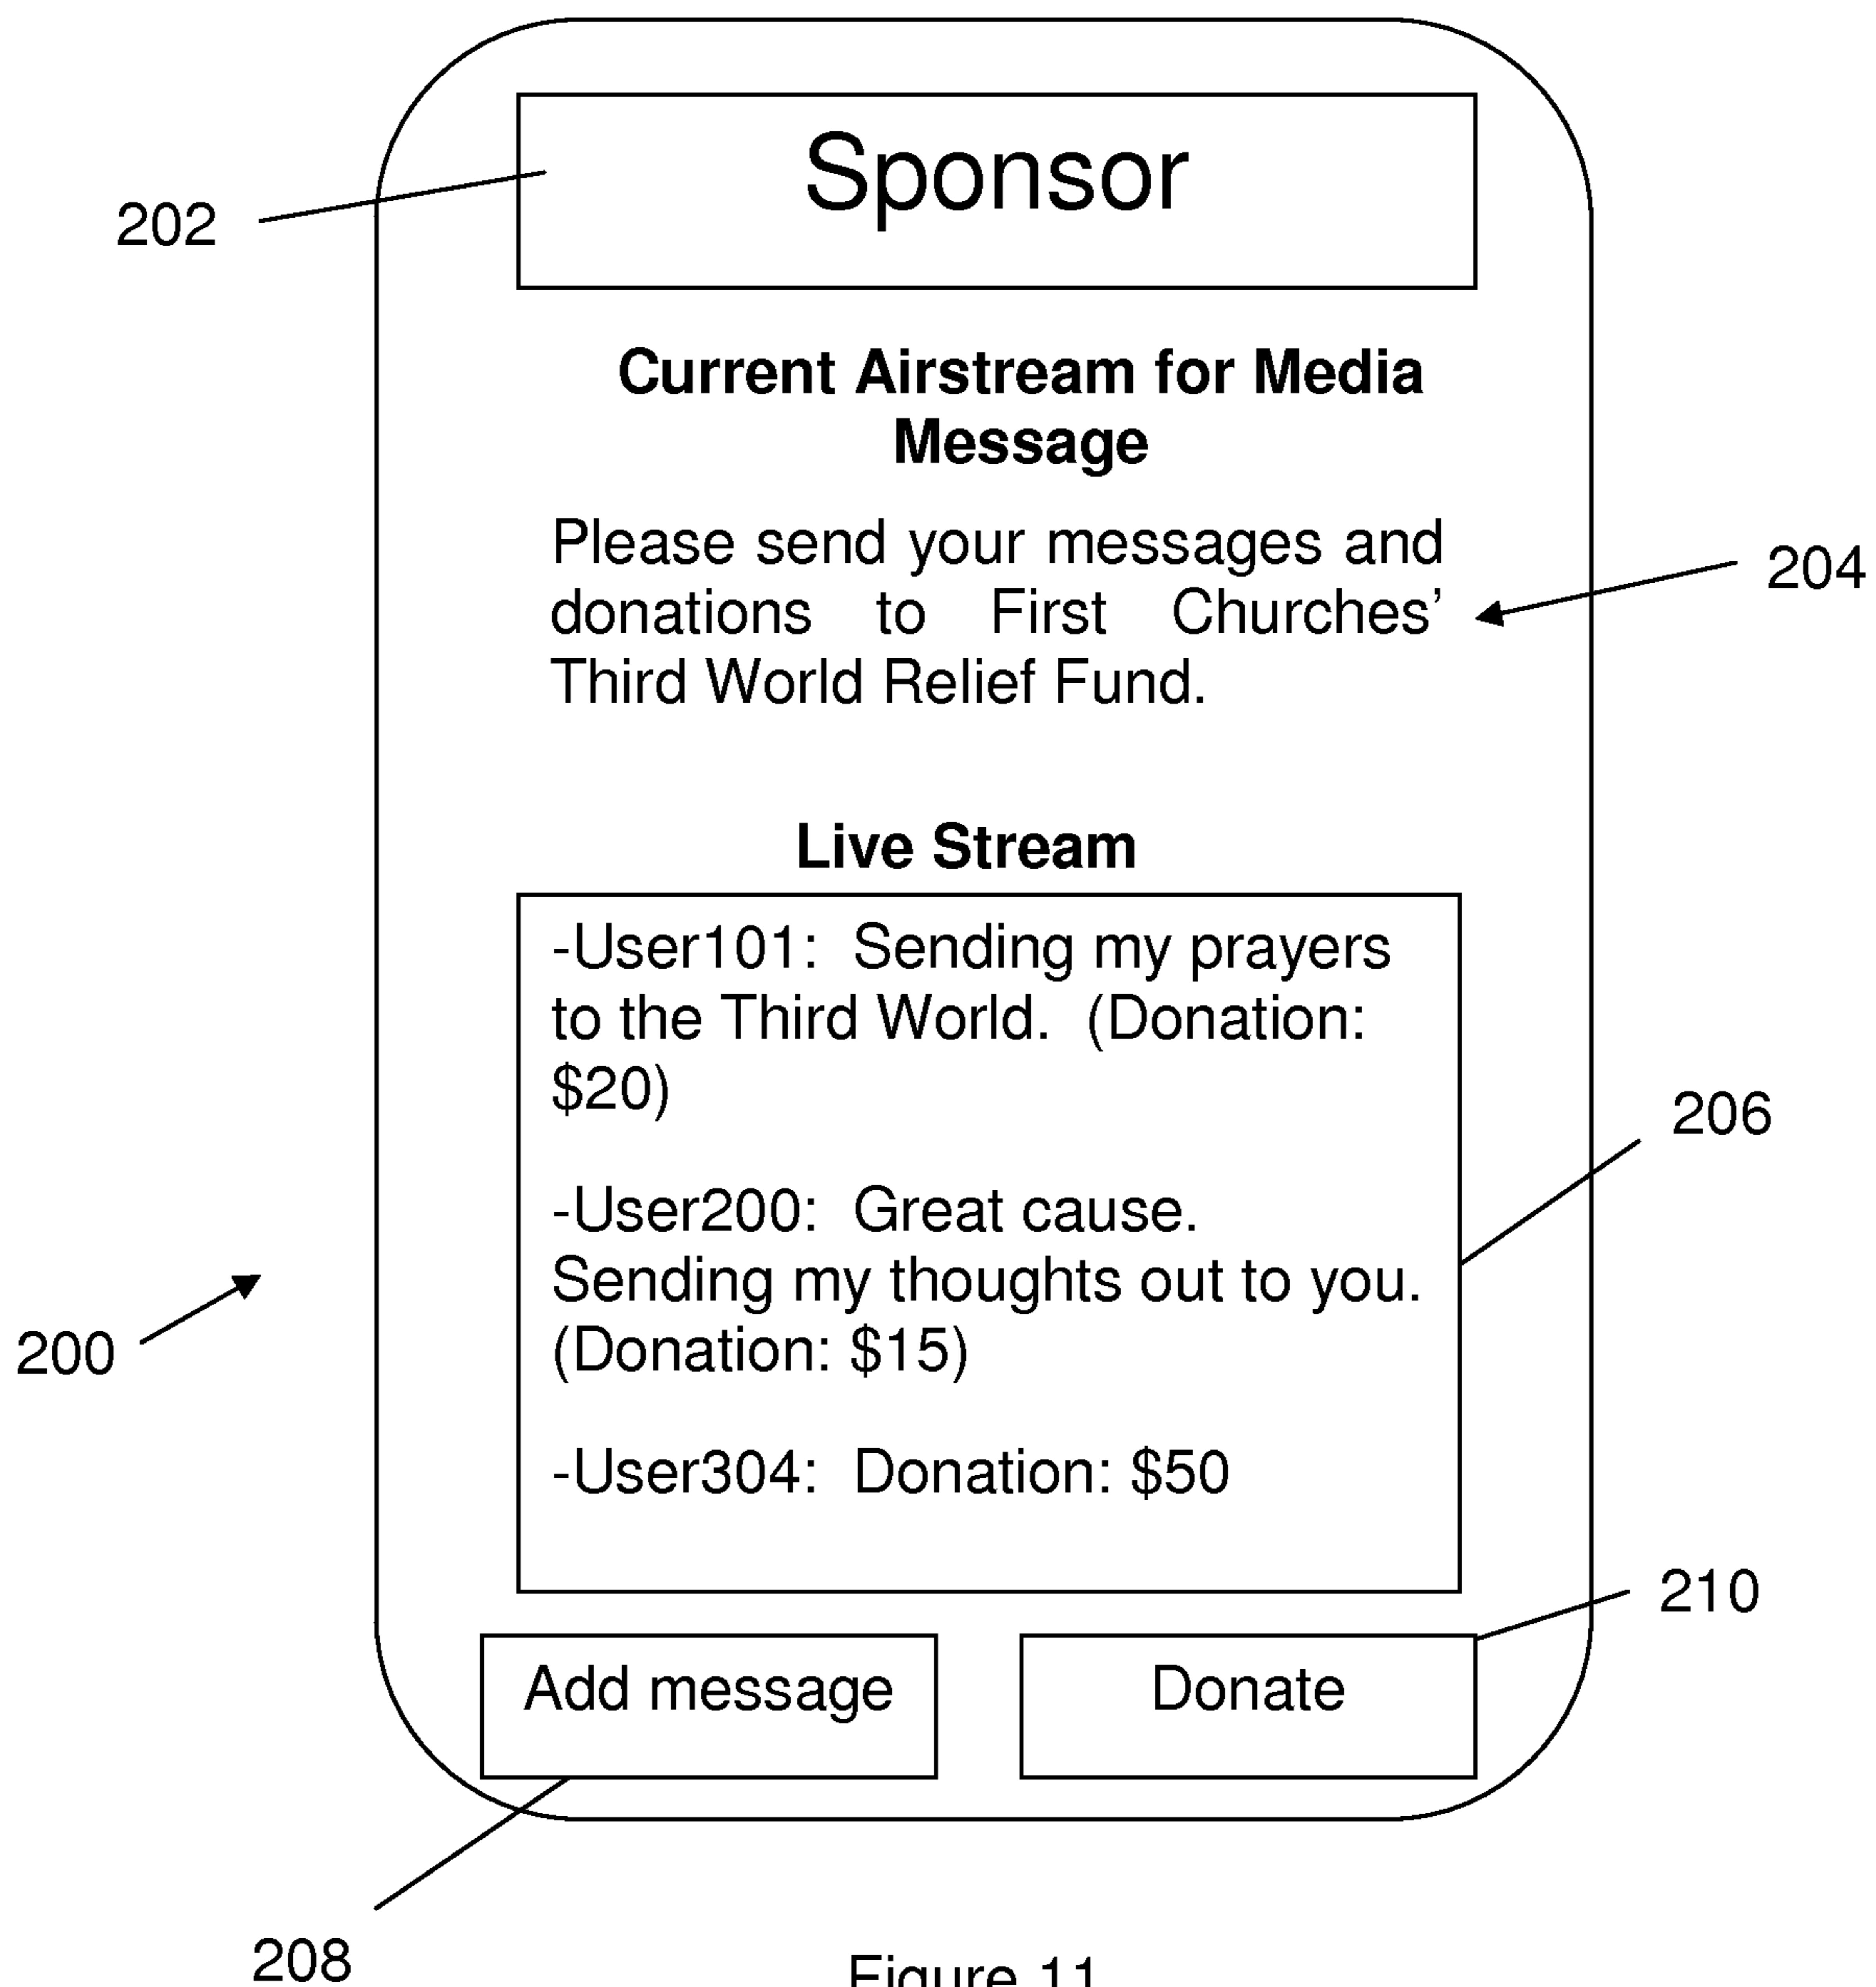 Sponsor
202
Current Airstream for Media
Message
Please send your messages and
donations to First Churches’
Third World Relief Fund.
204
Live Stream
-User101: Sending my prayers
to the Third World. (Donation:
$20)
206
-User200: Great cause.
Sending my thoughts out to you.
(Donation: $15)
200
-User304: Donation: $50
210
Add message
Donate
208
Figure 11